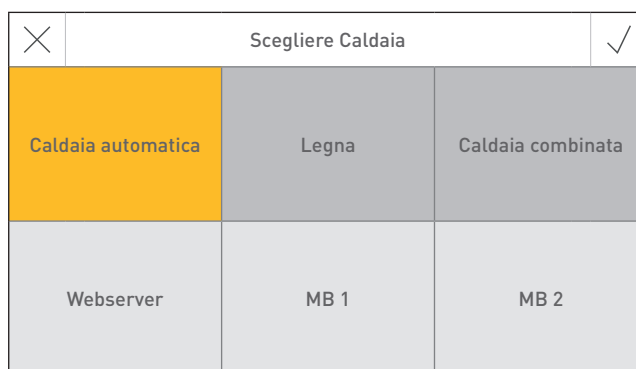 Scegliere Caldaia
Caldaia automatica
Legna
Caldaia combinata
Webserver
MB 1
MB 2